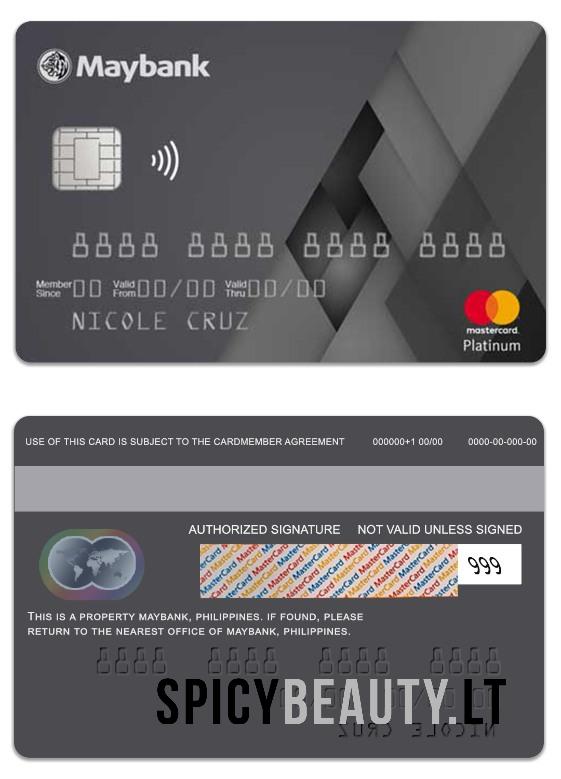 Maybank
8888 8888 8888 8888
Member Since 00 Valid From 00/00 Valid Thru 00/00
NICOLE CRUZ
mastercard.
Platinum
USE OF THIS CARD IS SUBJECT TO THE CARDMEMBER AGREEMENT 000000+1 00/00 0000-00-000-00
AUTHORIZED SIGNATURE NOT VALID UNLESS SIGNED
MasterCard MasterCard MasterCard
999
THIS IS A PROPERTY MAYBANK, PHILIPPINES. IF FOUND, PLEASE
RETURN TO THE NEAREST OFFICE OF MAYBANK, PHILIPPINES.
8888 8888 8888 8888
SPICYBEAUTY.LT
NICOLE CRUZ